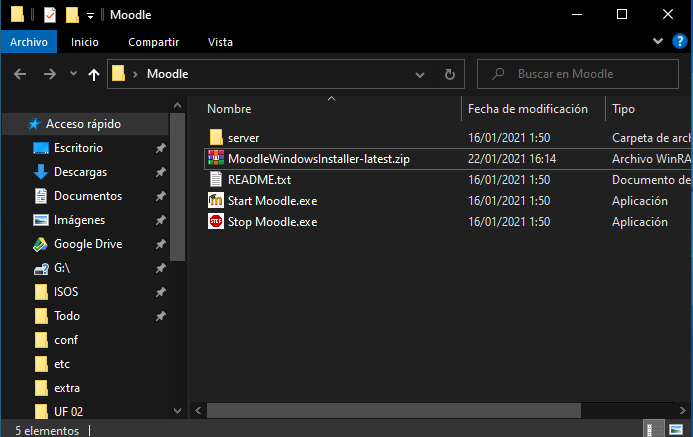 Moodle
Archivo Inicio Compartir Vista
Moodle
Buscar en Moodle
Nombre Fecha de modificación Tipo
Acceso rápido
Escritorio
Descargas
Documentos
Imágenes
Google Drive
G:\
ISOS
Todo
conf
etc
extra
UF 02
server 16/01/2021 1:50 Carpeta de arch
MoodleWindowsInstaller-latest.zip 22/01/2021 16:14 Archivo WinRA
README.txt 16/01/2021 1:50 Documento de
Start Moodle.exe 16/01/2021 1:50 Aplicación
STOP
Stop Moodle.exe 16/01/2021 1:50 Aplicación
5 elementos